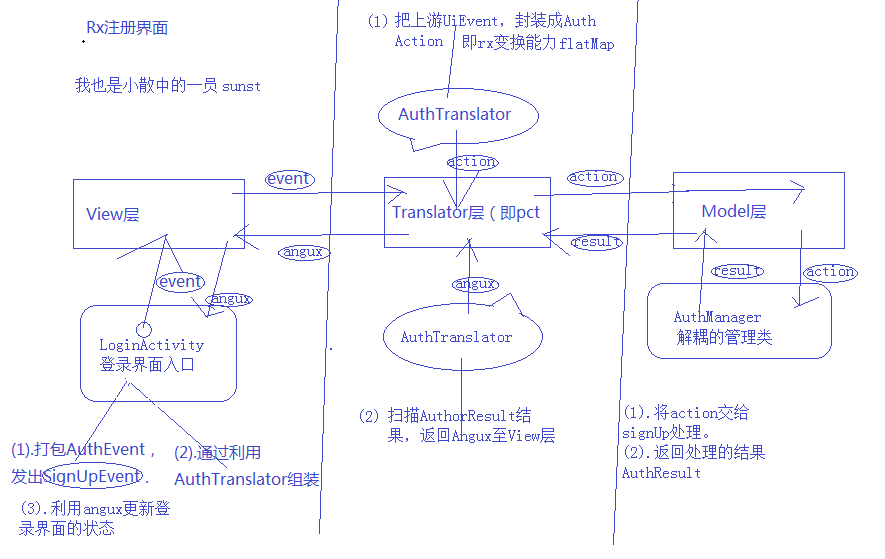 Rx注册界面
我也是小散中的一员 sunst
(1) 把上游UiEvent，封装成Auth
Action 即rx变换能力flatMap
AuthTranslator
action
event
action
View层
Translator层（即pct
Model层
angux
result
event
angux
angux
result
action
LoginActivity
登录界面入口
AuthTranslator
AuthManager
解耦的管理类
(1).打包AuthEvent，
发出SignUpEvent．
(2).通过利用
AuthTranslator组装
(3).利用angux更新登
录界面的状态
(2) 扫描AuthorResult结
果，返回Angux至View层
(1).将action交给
signUp处理。
(2).返回处理的结果
AuthResult